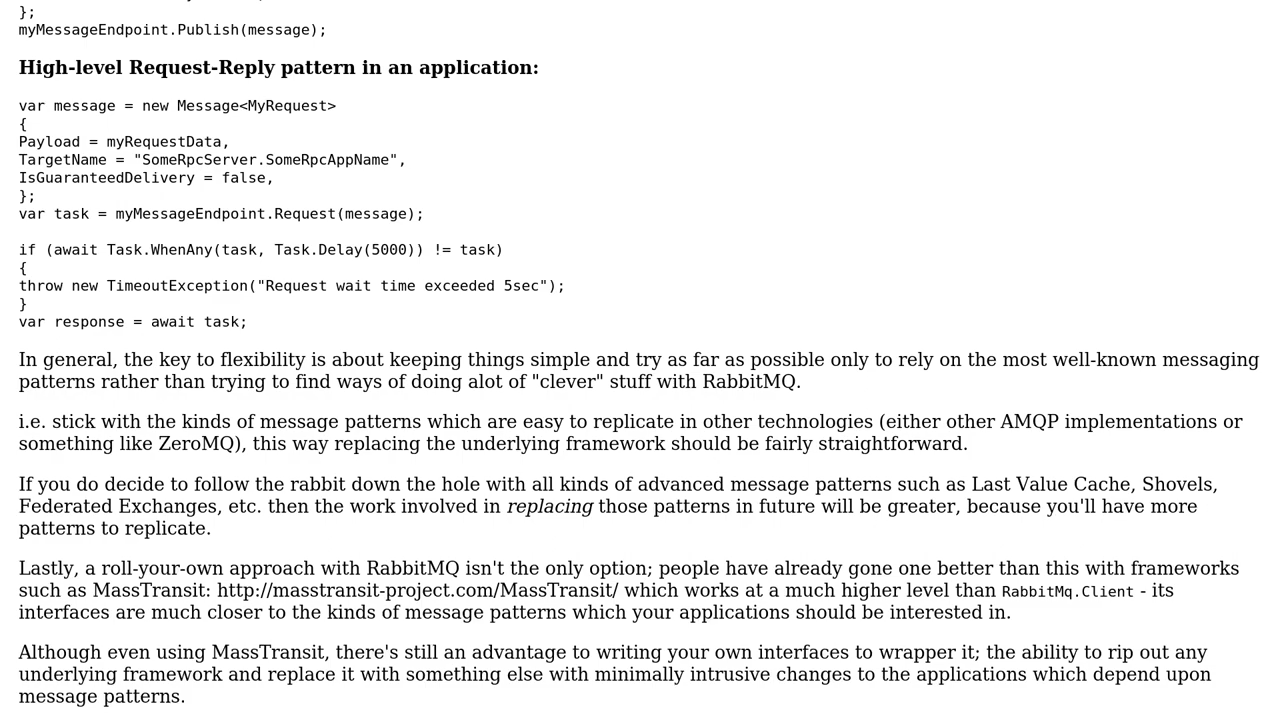 };
myMessageEndpoint.Publish(message);
High-level Request-Reply pattern in an application:
var message = new Message<MyRequest>
{
Payload = myRequestData,
TargetName = "SomeRpcServer.SomeRpcAppName",
IsGuaranteedDelivery = false,
};
var task = myMessageEndpoint.Request(message);
if (await Task.WhenAny(task, Task.Delay(5000)) != task)
{
throw new TimeoutException("Request wait time exceeded 5sec");
}
var response = await task;
In general, the key to flexibility is about keeping things simple and try as far as possible only to rely on the most well-known messaging
patterns rather than trying to find ways of doing alot of "clever" stuff with RabbitMQ.
i.e. stick with the kinds of message patterns which are easy to replicate in other technologies (either other AMQP implementations or
something like ZeroMQ), this way replacing the underlying framework should be fairly straightforward.
If you do decide to follow the rabbit down the hole with all kinds of advanced message patterns such as Last Value Cache, Shovels,
Federated Exchanges, etc. then the work involved in replacing those patterns in future will be greater, because you'll have more
patterns to replicate.
Lastly, a roll-your-own approach with RabbitMQ isn't the only option; people have already gone one better than this with frameworks
such as MassTransit: http://masstransit-project.com/MassTransit/ which works at a much higher level than RabbitMq.Client - its
interfaces are much closer to the kinds of message patterns which your applications should be interested in.
Although even using MassTransit, there's still an advantage to writing your own interfaces to wrapper it; the ability to rip out any
underlying framework and replace it with something else with minimally intrusive changes to the applications which depend upon
message patterns.